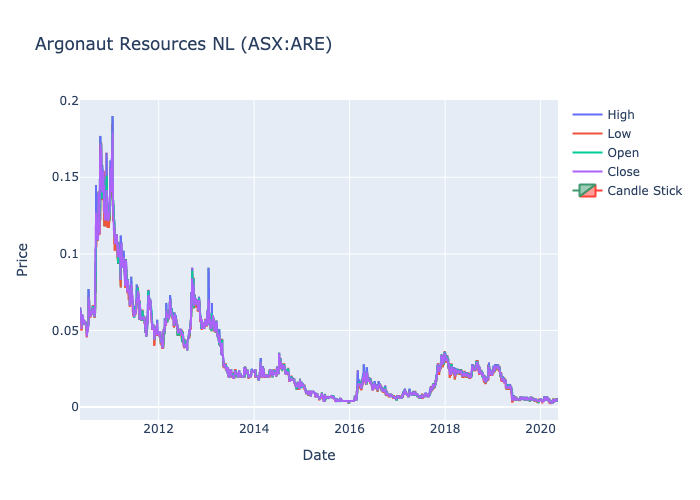 Argonaut Resources NL (ASX:ARE)
0.2
0.15
0.1
0.05
0
Price
2012
2014
2016
2018
2020
Date
High
Low
Open
Close
Candle Stick